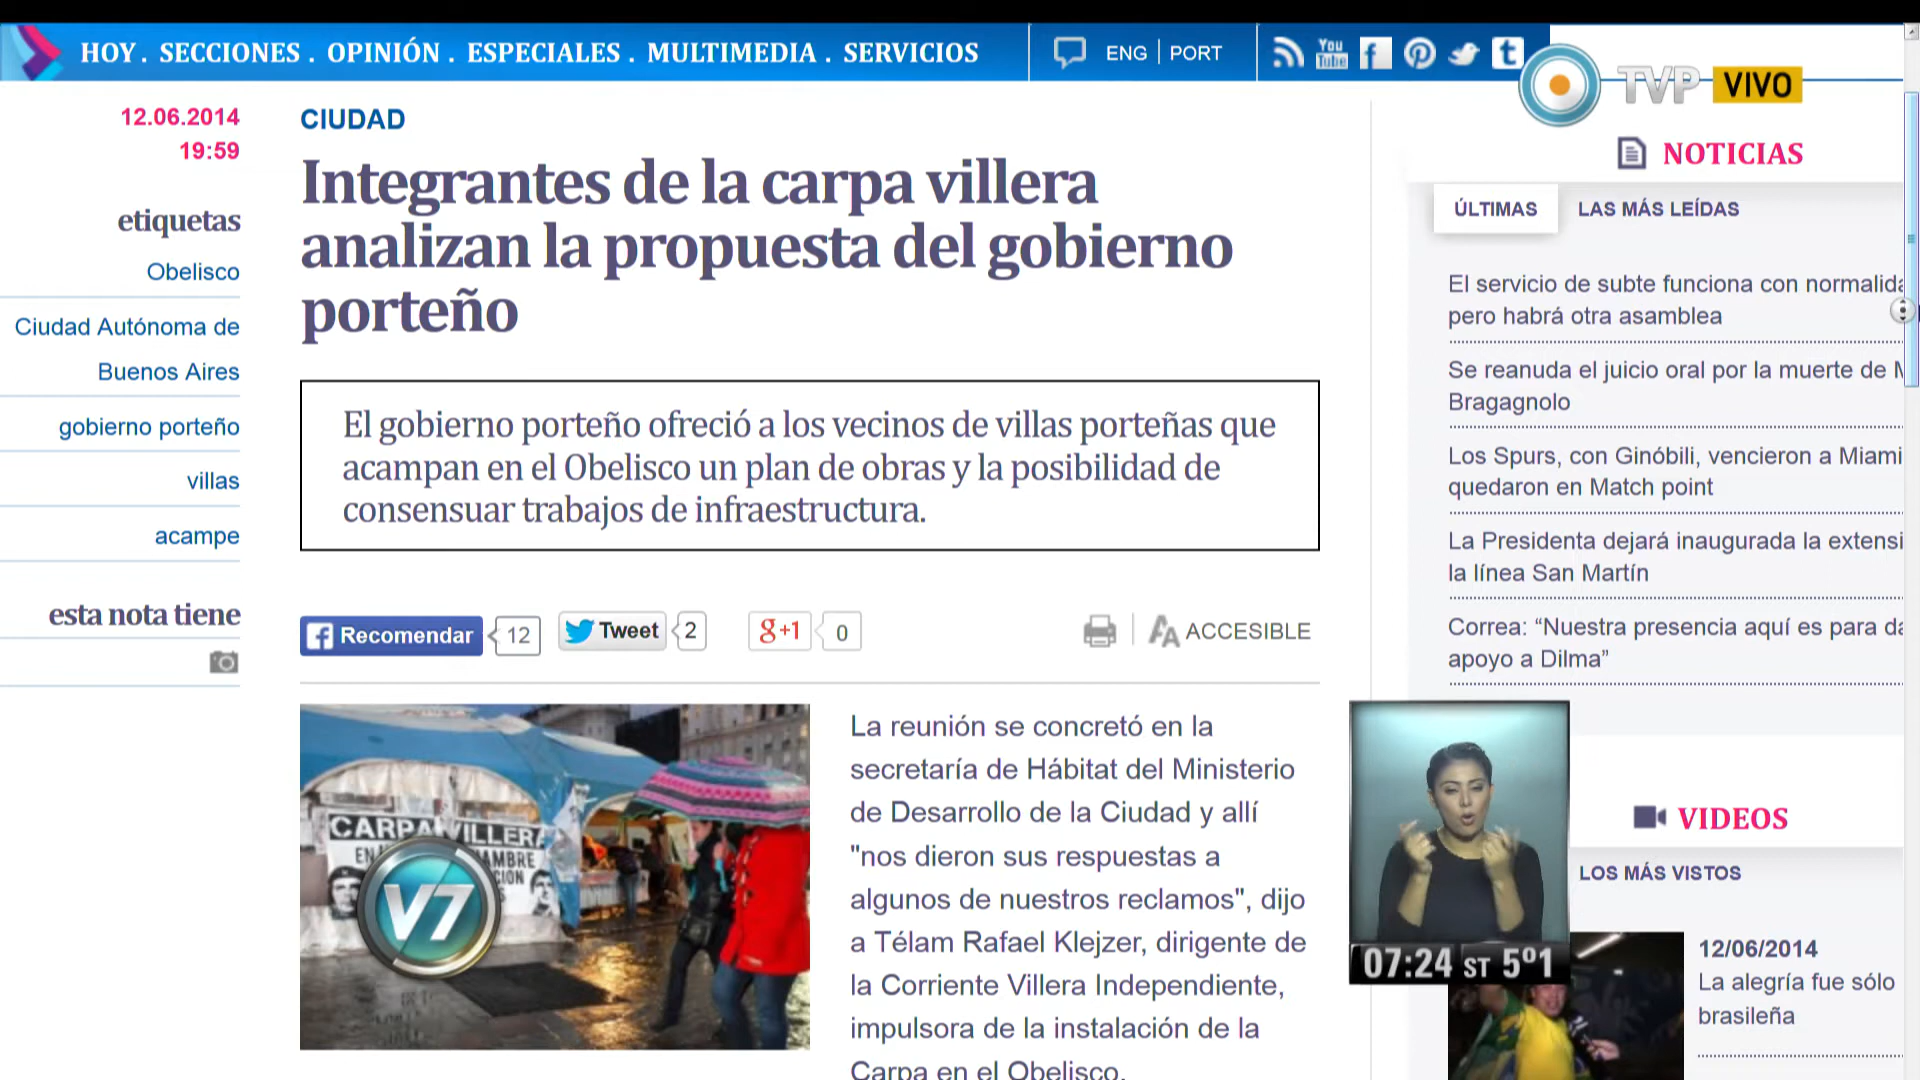 HOY . SECCIONES . OPINIÓN . ESPECIALES . MULTIMEDIA . SERVICIOS
ENG | PORT
You Tube
TVP VIVO
12.06.2014
19:59
etiquetas
Obelisco
Ciudad Autónoma de
Buenos Aires
gobierno porteño
villas
acampe
esta nota tiene
CIUDAD
Integrantes de la carpa villera
analizan la propuesta del gobierno
porteño
El gobierno porteño ofreció a los vecinos de villas porteñas que
acampan en el Obelisco un plan de obras y la posibilidad de
consensuar trabajos de infraestructura.
Recomendar 12
Tweet 2
g+1 0
ACCESIBLE
CARPA VILLERA
V7
La reunión se concretó en la
secretaría de Hábitat del Ministerio
de Desarrollo de la Ciudad y allí
"nos dieron sus respuestas a
algunos de nuestros reclamos", dijo
a Télam Rafael Klejzer, dirigente de
la Corriente Villera Independiente,
impulsora de la instalación de la
Carpa en el Obelisco.
NOTICIAS
ÚLTIMAS
LAS MÁS LEÍDAS
El servicio de subte funciona con normalida
pero habrá otra asamblea
Se reanuda el juicio oral por la muerte de M
Bragagnolo
Los Spurs, con Ginóbili, vencieron a Miami
quedaron en Match point
La Presidenta dejará inaugurada la extensi
la línea San Martín
Correa: “Nuestra presencia aquí es para da
apoyo a Dilma”
VIDEOS
LOS MÁS VISTOS
07:24 ST 5º1
12/06/2014
La alegría fue sólo
brasileña